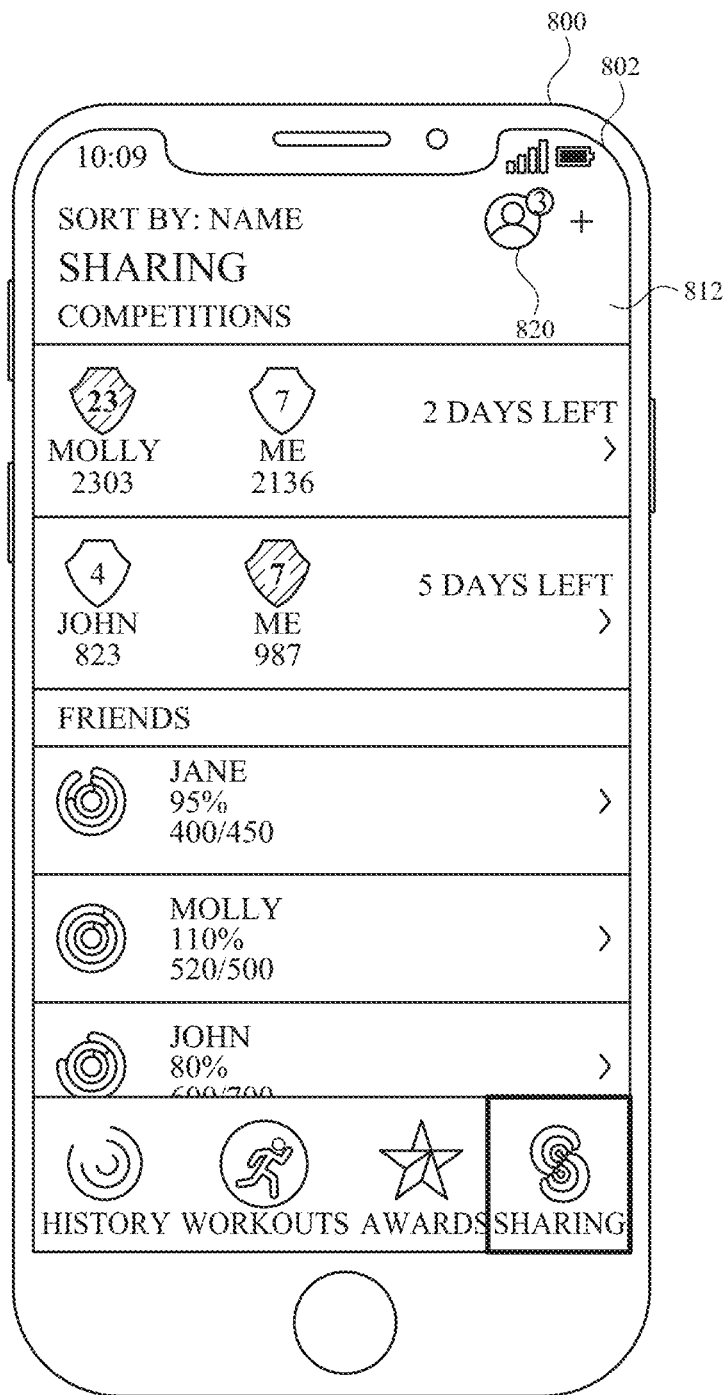 800
802
10:09
SORT BY: NAME
3
+
SHARING
812
COMPETITIONS
820
23
7
2 DAYS LEFT
MOLLY
ME
2303
2136
4
7
5 DAYS LEFT
JOHN
ME
823
987
FRIENDS
JANE
95%
400/450
MOLLY
110%
520/500
JOHN
80%
600/700
HISTORY WORKOUTS AWARDS SHARING